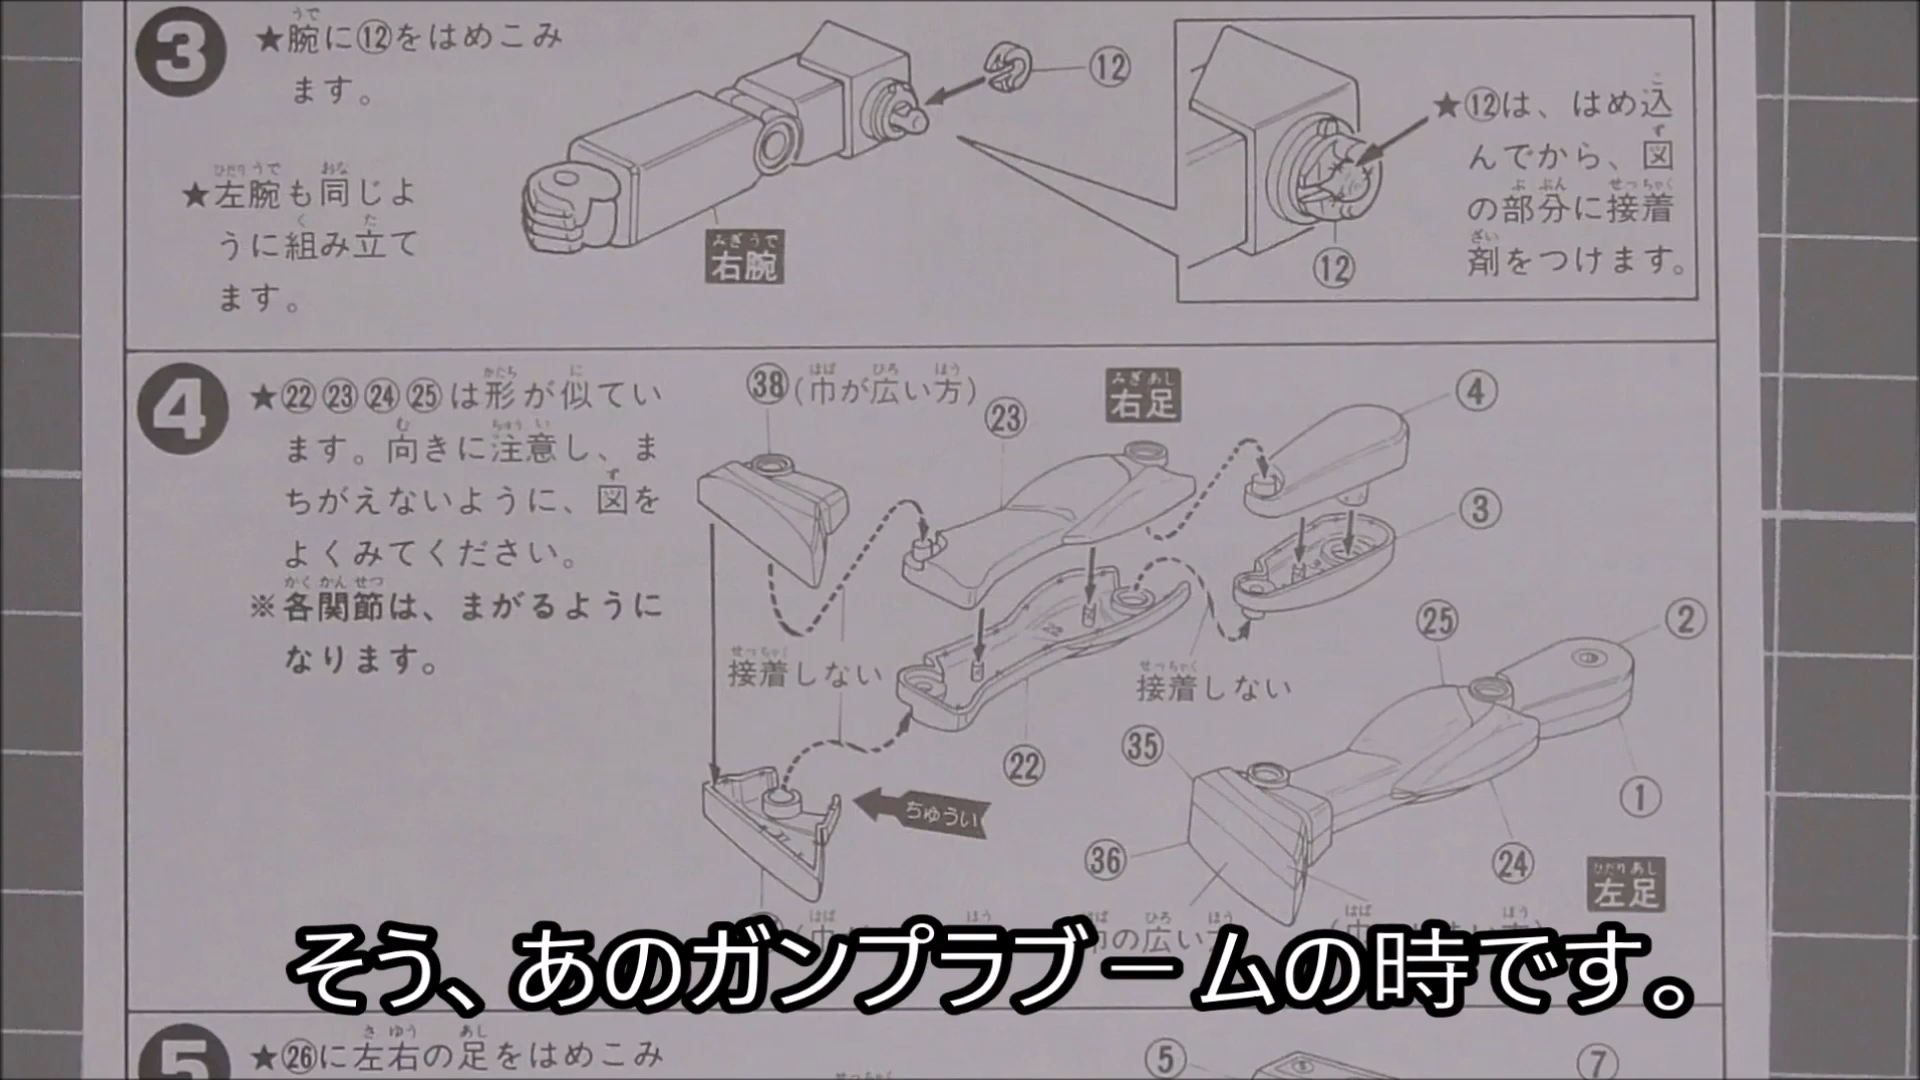 3
★腕に⑫をはめこみ
ます。
★左腕も同じよ
うに組み立て
ます。
右腕
⑫
⑫
★⑫は、はめ込
んでから、図
の部分に接着
剤をつけます。
4
★㉒㉓㉔㉕は形が似てい
ます。向きに注意し、ま
ちがえないように、図を
よくみてください。
※各関節は、まがるように
なります。
㊳(巾が広い方)
㉓
右足
④
③
接着しない
接着しない
㉒
ちゅうい
㉕
②
①
㉟
㊱
㉔
左足
の広い
そう、あのガンプラブームの時です。
5
★㉖に左右の足をはめこみ
⑤
⑦